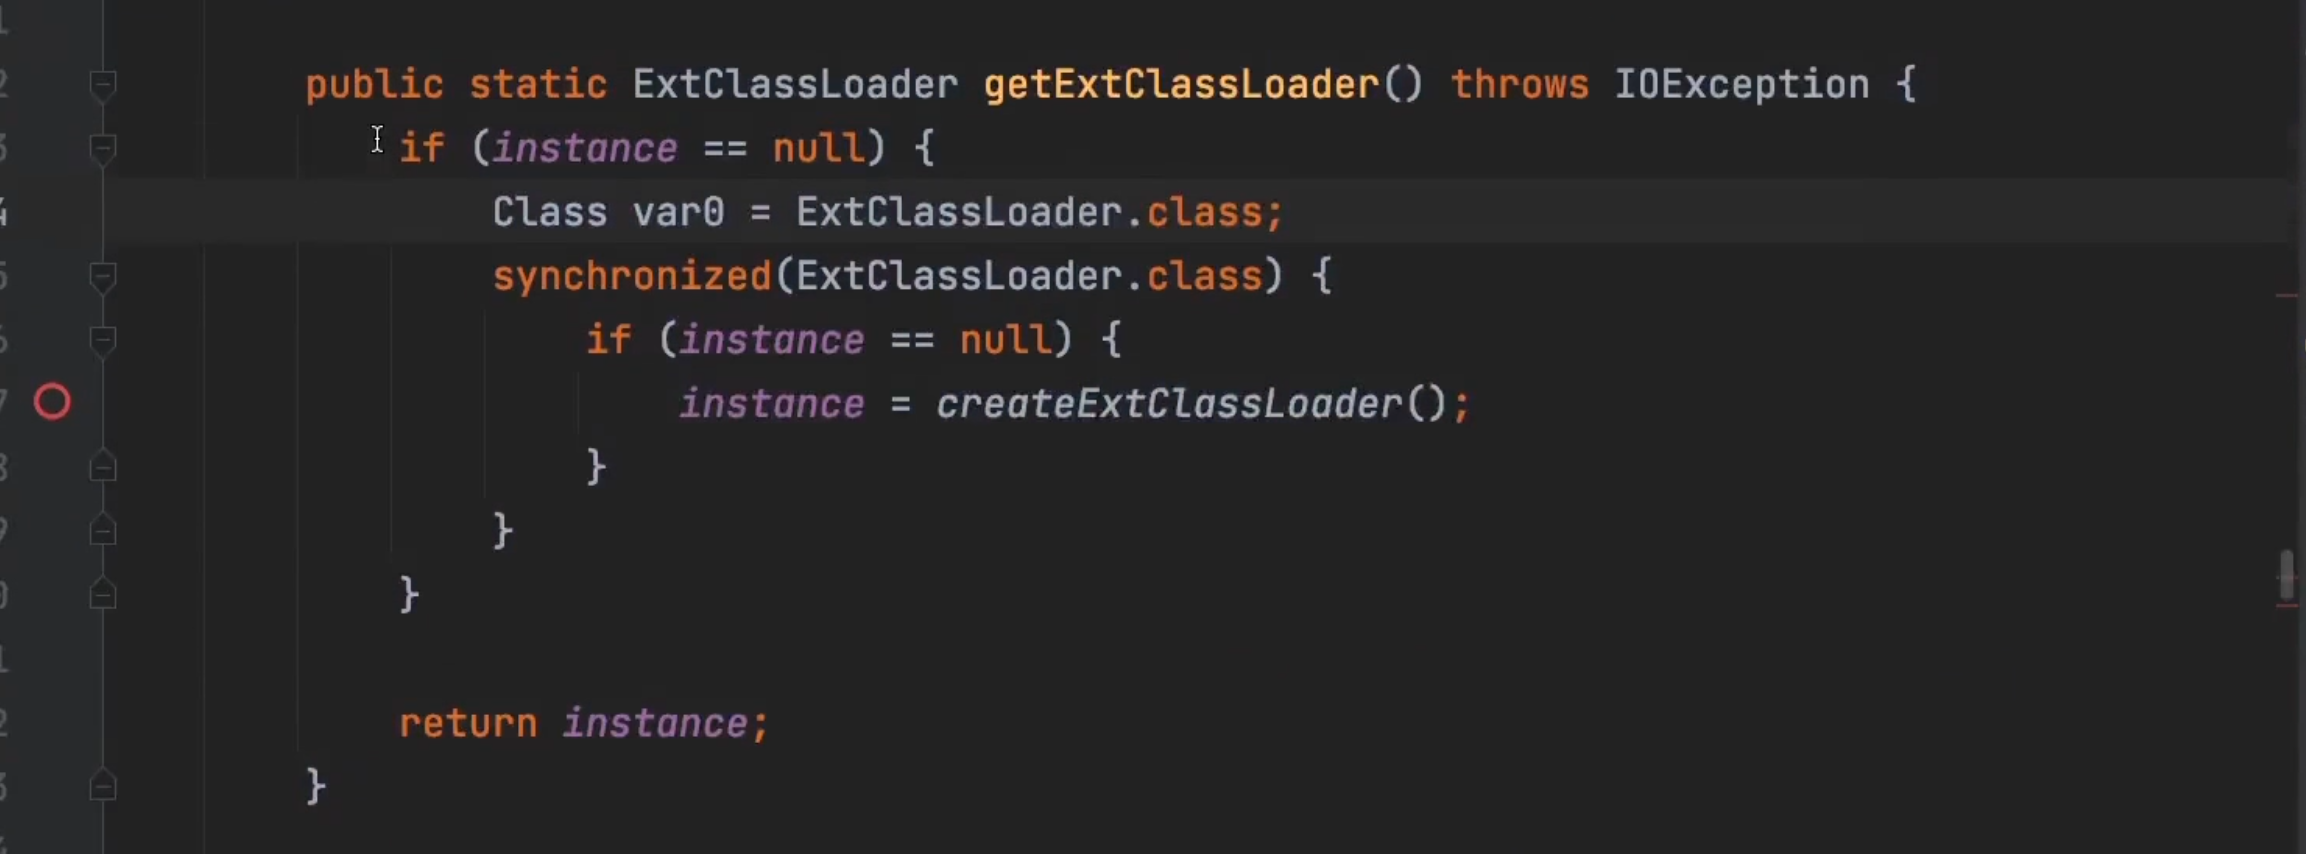 public static ExtClassLoader getExtClassLoader() throws IOException {
if (instance == null) {
Class var0 = ExtClassLoader.class;
synchronized(ExtClassLoader.class) {
if (instance == null) {
instance = createExtClassLoader();
}
}
}
return instance;
}